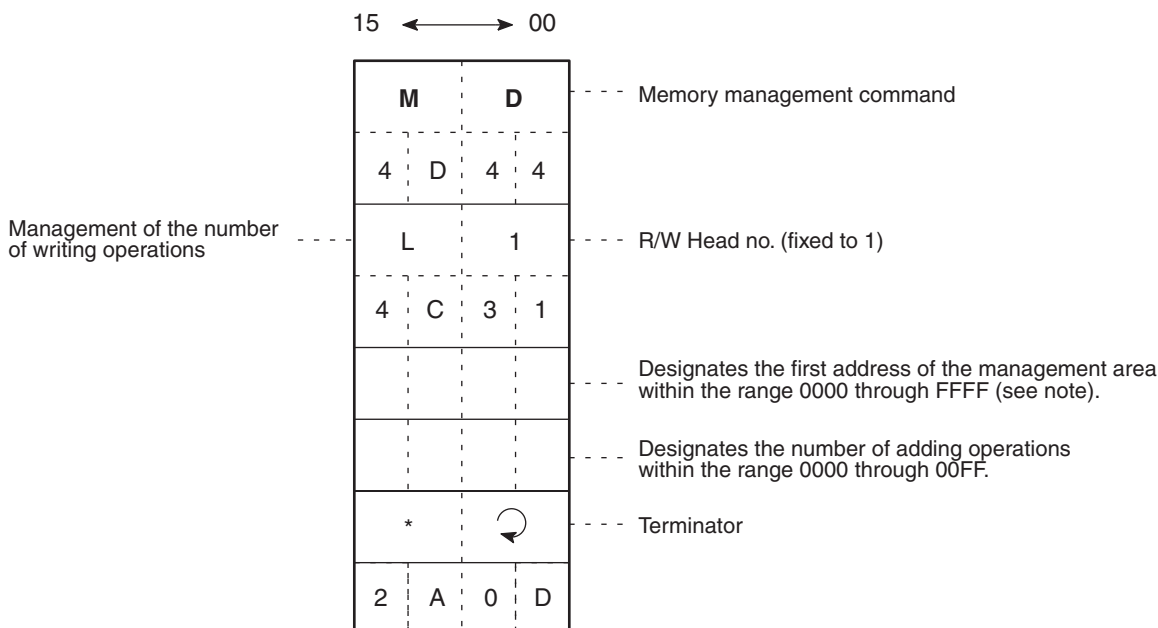 15 00
M D Memory management command
4 D 4 4
Management of the number
of writing operations
L 1 R/W Head no. (fixed to 1)
4 C 3 1
Designates the first address of the management area
within the range 0000 through FFFF (see note).
Designates the number of adding operations
within the range 0000 through 00FF.
* Terminator
2 A 0 D